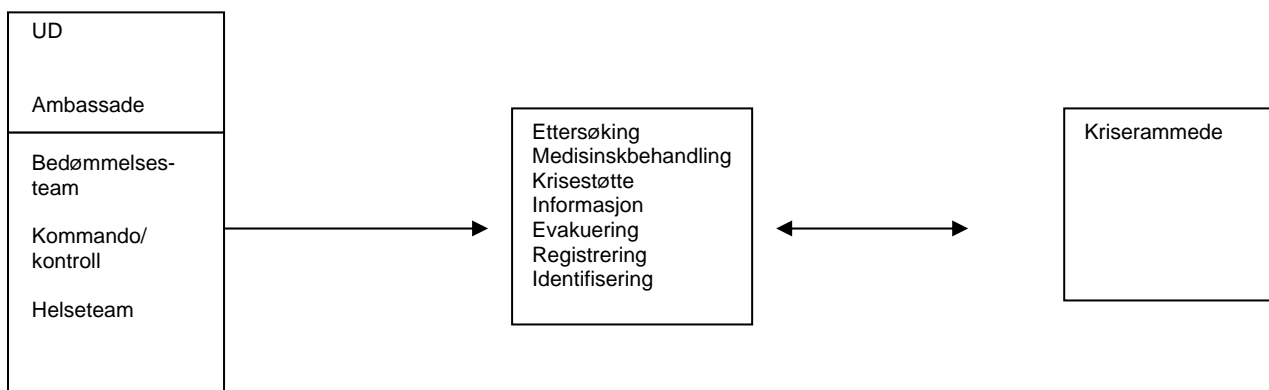 UD
Ambassade
Bedømmelses-
team
Kommando/
kontroll
Helseteam
Ettersøking
Medisinskbehandling
Krisestøtte
Informasjon
Evakuering
Registrering
Identifisering
Kriserammede